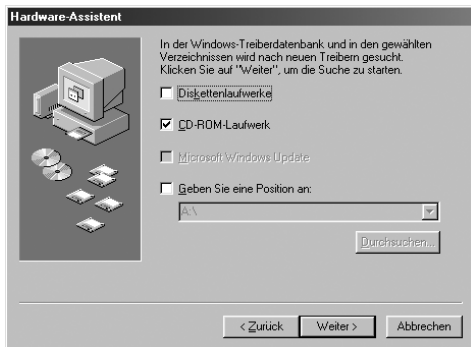 Hardware-Assistent
In der Windows-Treiberdatenbank und in den gewählten
Verzeichnissen wird nach neuen Treibern gesucht.
Klicken Sie auf "Weiter", um die Suche zu starten.
Diskettenlaufwerke
CD-ROM-Laufwerk
Microsoft Windows Update
Geben Sie eine Position an:
A:\
Durchsuchen...
< Zurück Weiter > Abbrechen